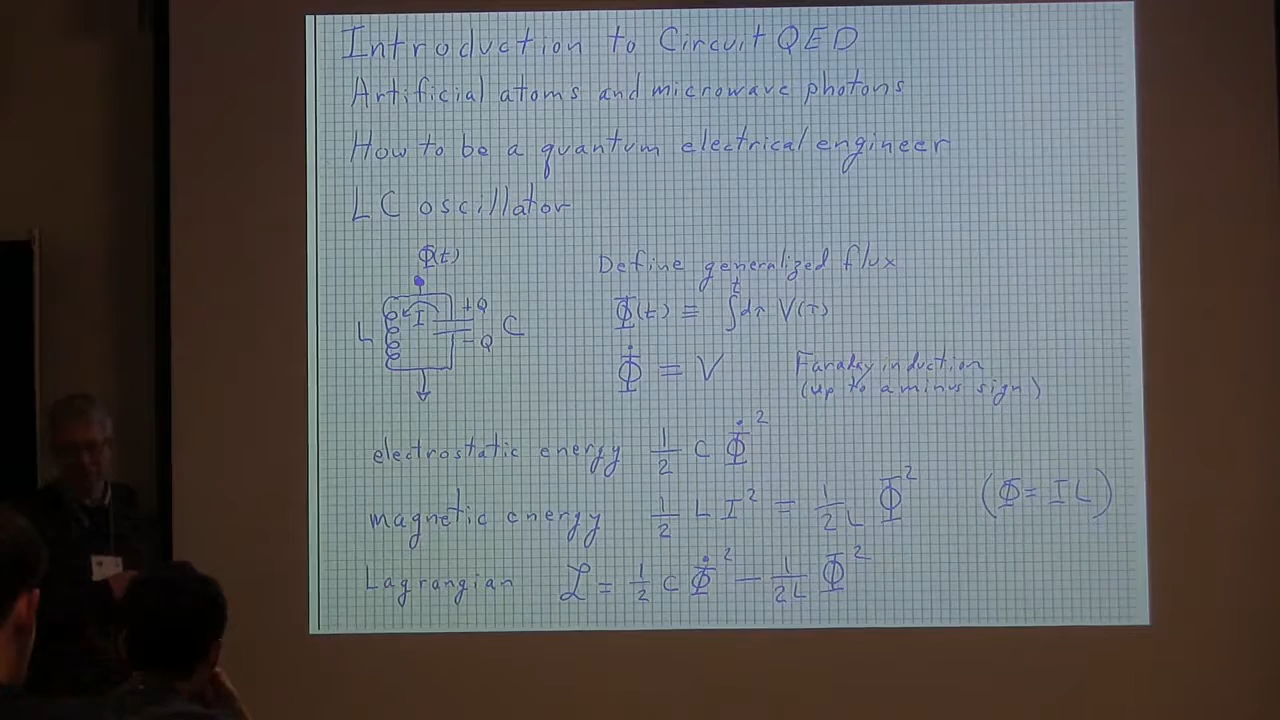 Introduction to Circuit QED
Artificial atoms and microwave photons
How to be a quantum electrical engineer
LC oscillator
Φ(t)
L I +Q -Q C
Define generalized flux
Φ(t) ≡ ∫^t dτ V(τ)
Φ̇ = V
Faraday induction
(up to a minus sign)
electrostatic energy 1/2 C Φ̇²
magnetic energy 1/2 L I² = 1/2L Φ² (Φ = IL)
Lagrangian ℒ = 1/2 C Φ̇² − 1/2L Φ²